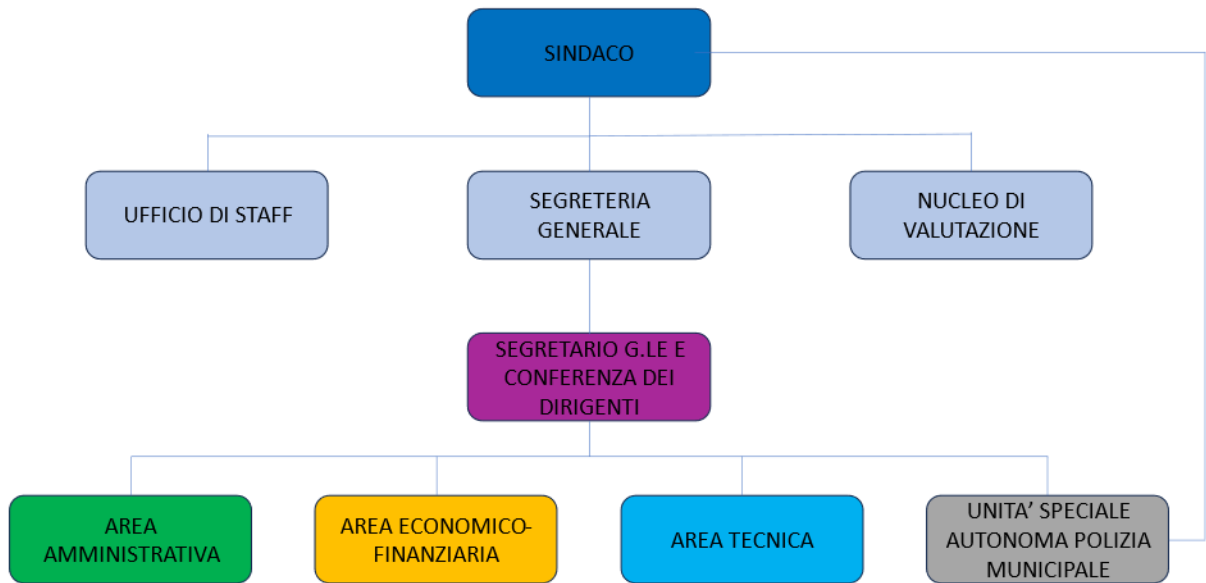 SINDACO
UFFICIO DI STAFF
SEGRETERIA
GENERALE
NUCLEO DI
VALUTAZIONE
SEGRETARIO G.LE E
CONFERENZA DEI
DIRIGENTI
AREA
AMMINISTRATIVA
AREA ECONOMICO-
FINANZIARIA
AREA TECNICA
UNITA’ SPECIALE
AUTONOMA POLIZIA
MUNICIPALE